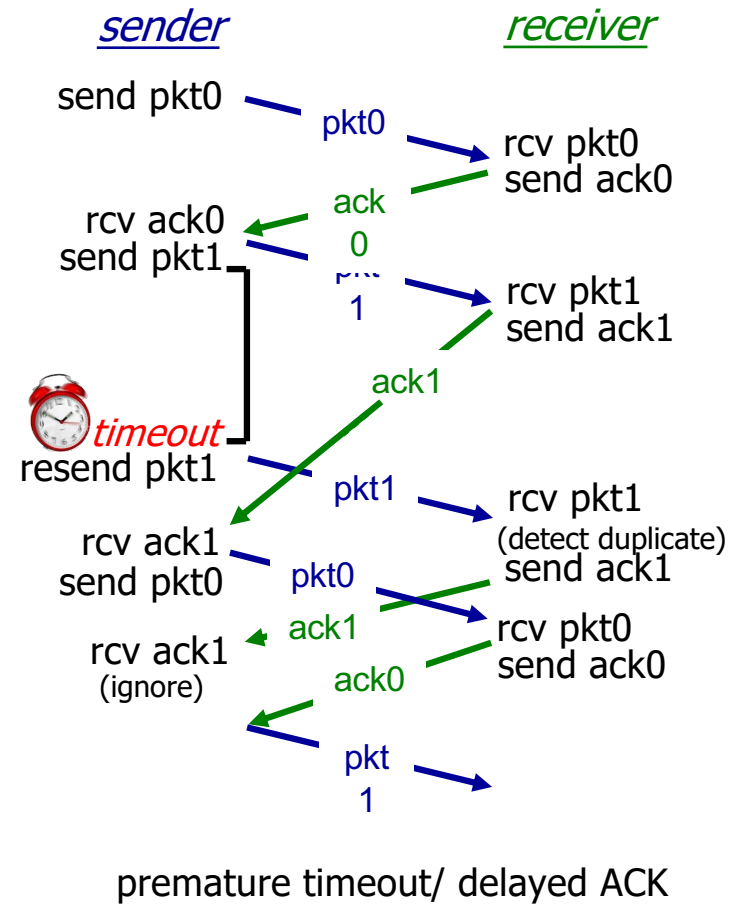 sender
receiver
send pkt0
pkt0
rcv pkt0
send ack0
ack
0
rcv ack0
send pkt1
pkt
1
rcv pkt1
send ack1
ack1
timeout
resend pkt1
pkt1
rcv pkt1
(detect duplicate)
send ack1
rcv ack1
send pkt0
pkt0
rcv pkt0
send ack0
ack1
rcv ack1
(ignore)
ack0
pkt
1
premature timeout/ delayed ACK